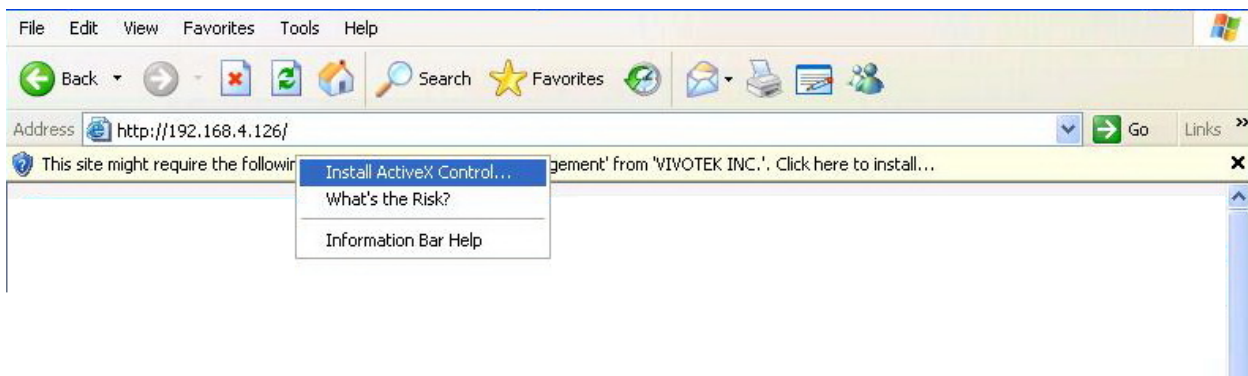 File Edit View Favorites Tools Help
Back Search Favorites
Address http://192.168.4.126/ Go Links »
This site might require the following gement' from 'VIVOTEK INC.'. Click here to install...
Install ActiveX Control...
What's the Risk?
Information Bar Help